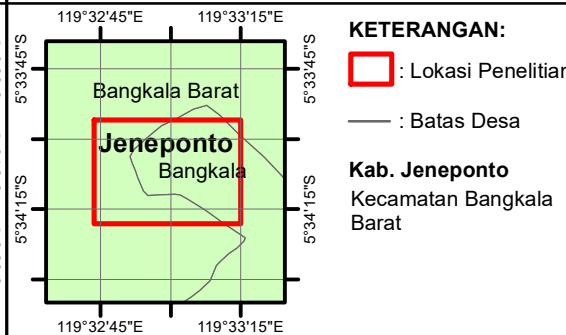 119°32'45"E 119°33'15"E
5°33'45"S 5°33'45"S
Bangkala Barat
Jeneponto
Bangkala
5°34'15"S 5°34'15"S
119°32'45"E 119°33'15"E
KETERANGAN:
: Lokasi Penelitian
: Batas Desa
Kab. Jeneponto
Kecamatan Bangkala
Barat